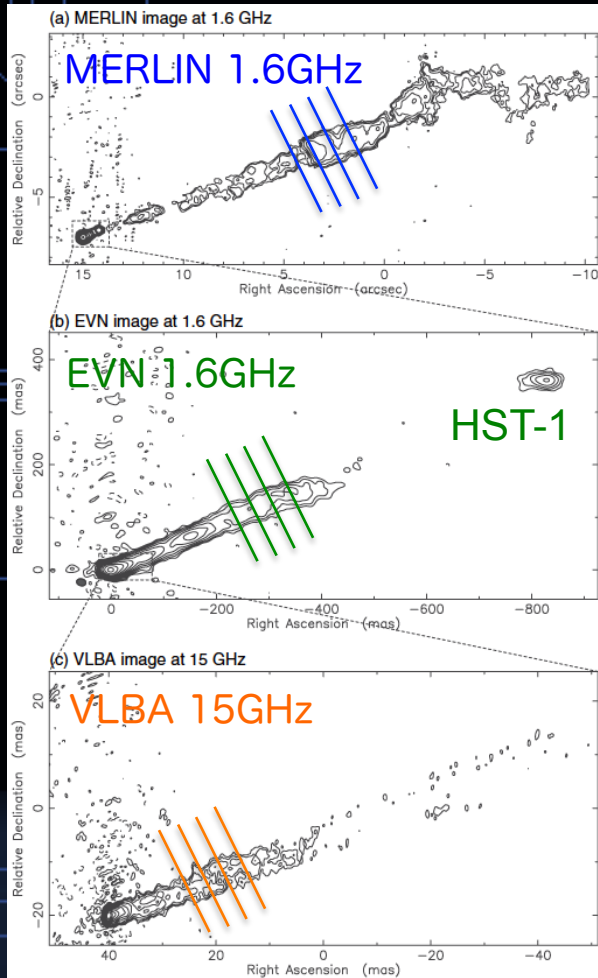 (a) MERLIN image at 1.6 GHz
MERLIN 1.6GHz
Relative Declination (arcsec)
0
−5
15 10 5 0 −5 −10
Right Ascension (arcsec)
(b) EVN image at 1.6 GHz
EVN 1.6GHz
HST-1
Relative Declination (mas)
400
200
0
0 −200 −400 −600 −800
Right Ascension (mas)
(c) VLBA image at 15 GHz
VLBA 15GHz
Relative Declination (mas)
20
0
−20
40 20 0 −20 −40
Right Ascension (mas)